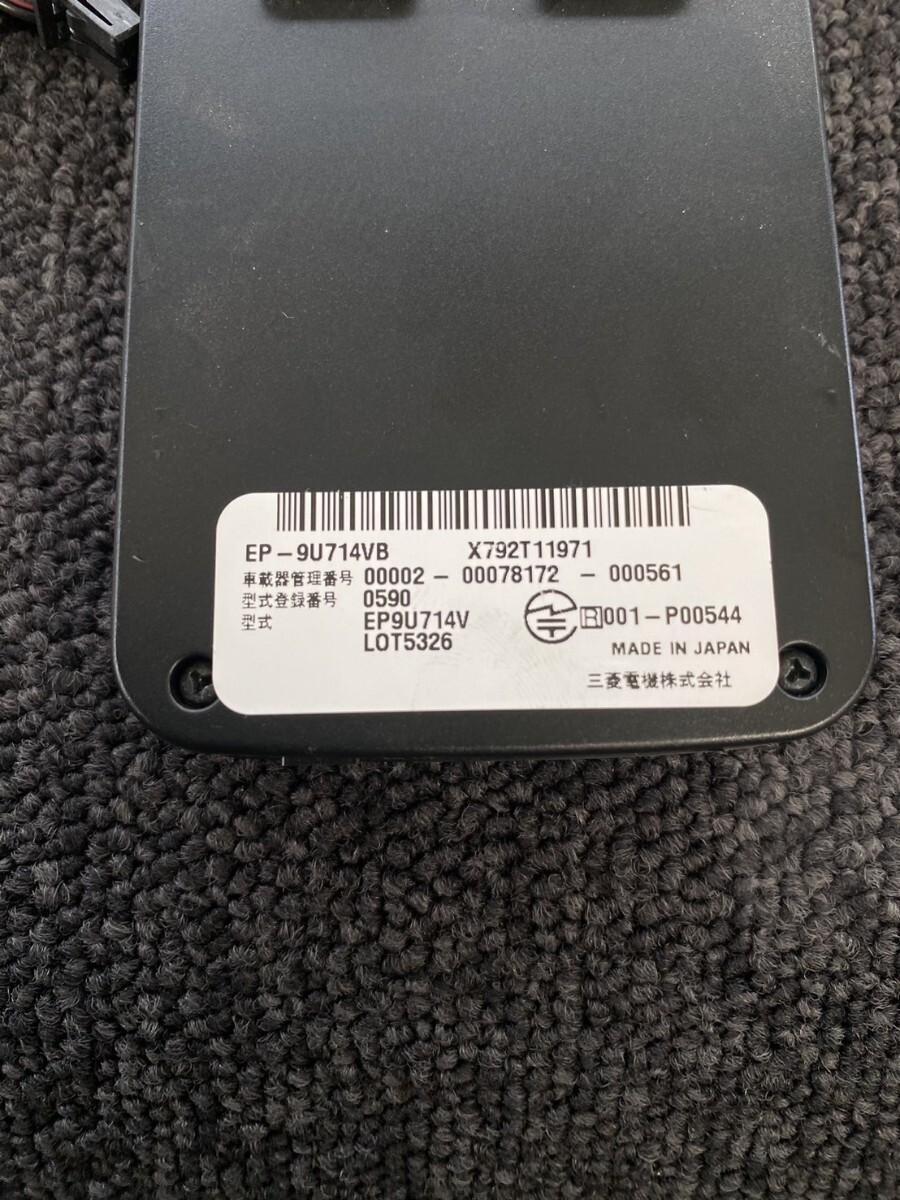 EP-9U714VB X792T11971
車載器管理番号 00002 - 00078172 - 000561
型式登録番号 0590
型式 EP9U714V
R 001-P00544
LOT5326
MADE IN JAPAN
三菱電機株式会社